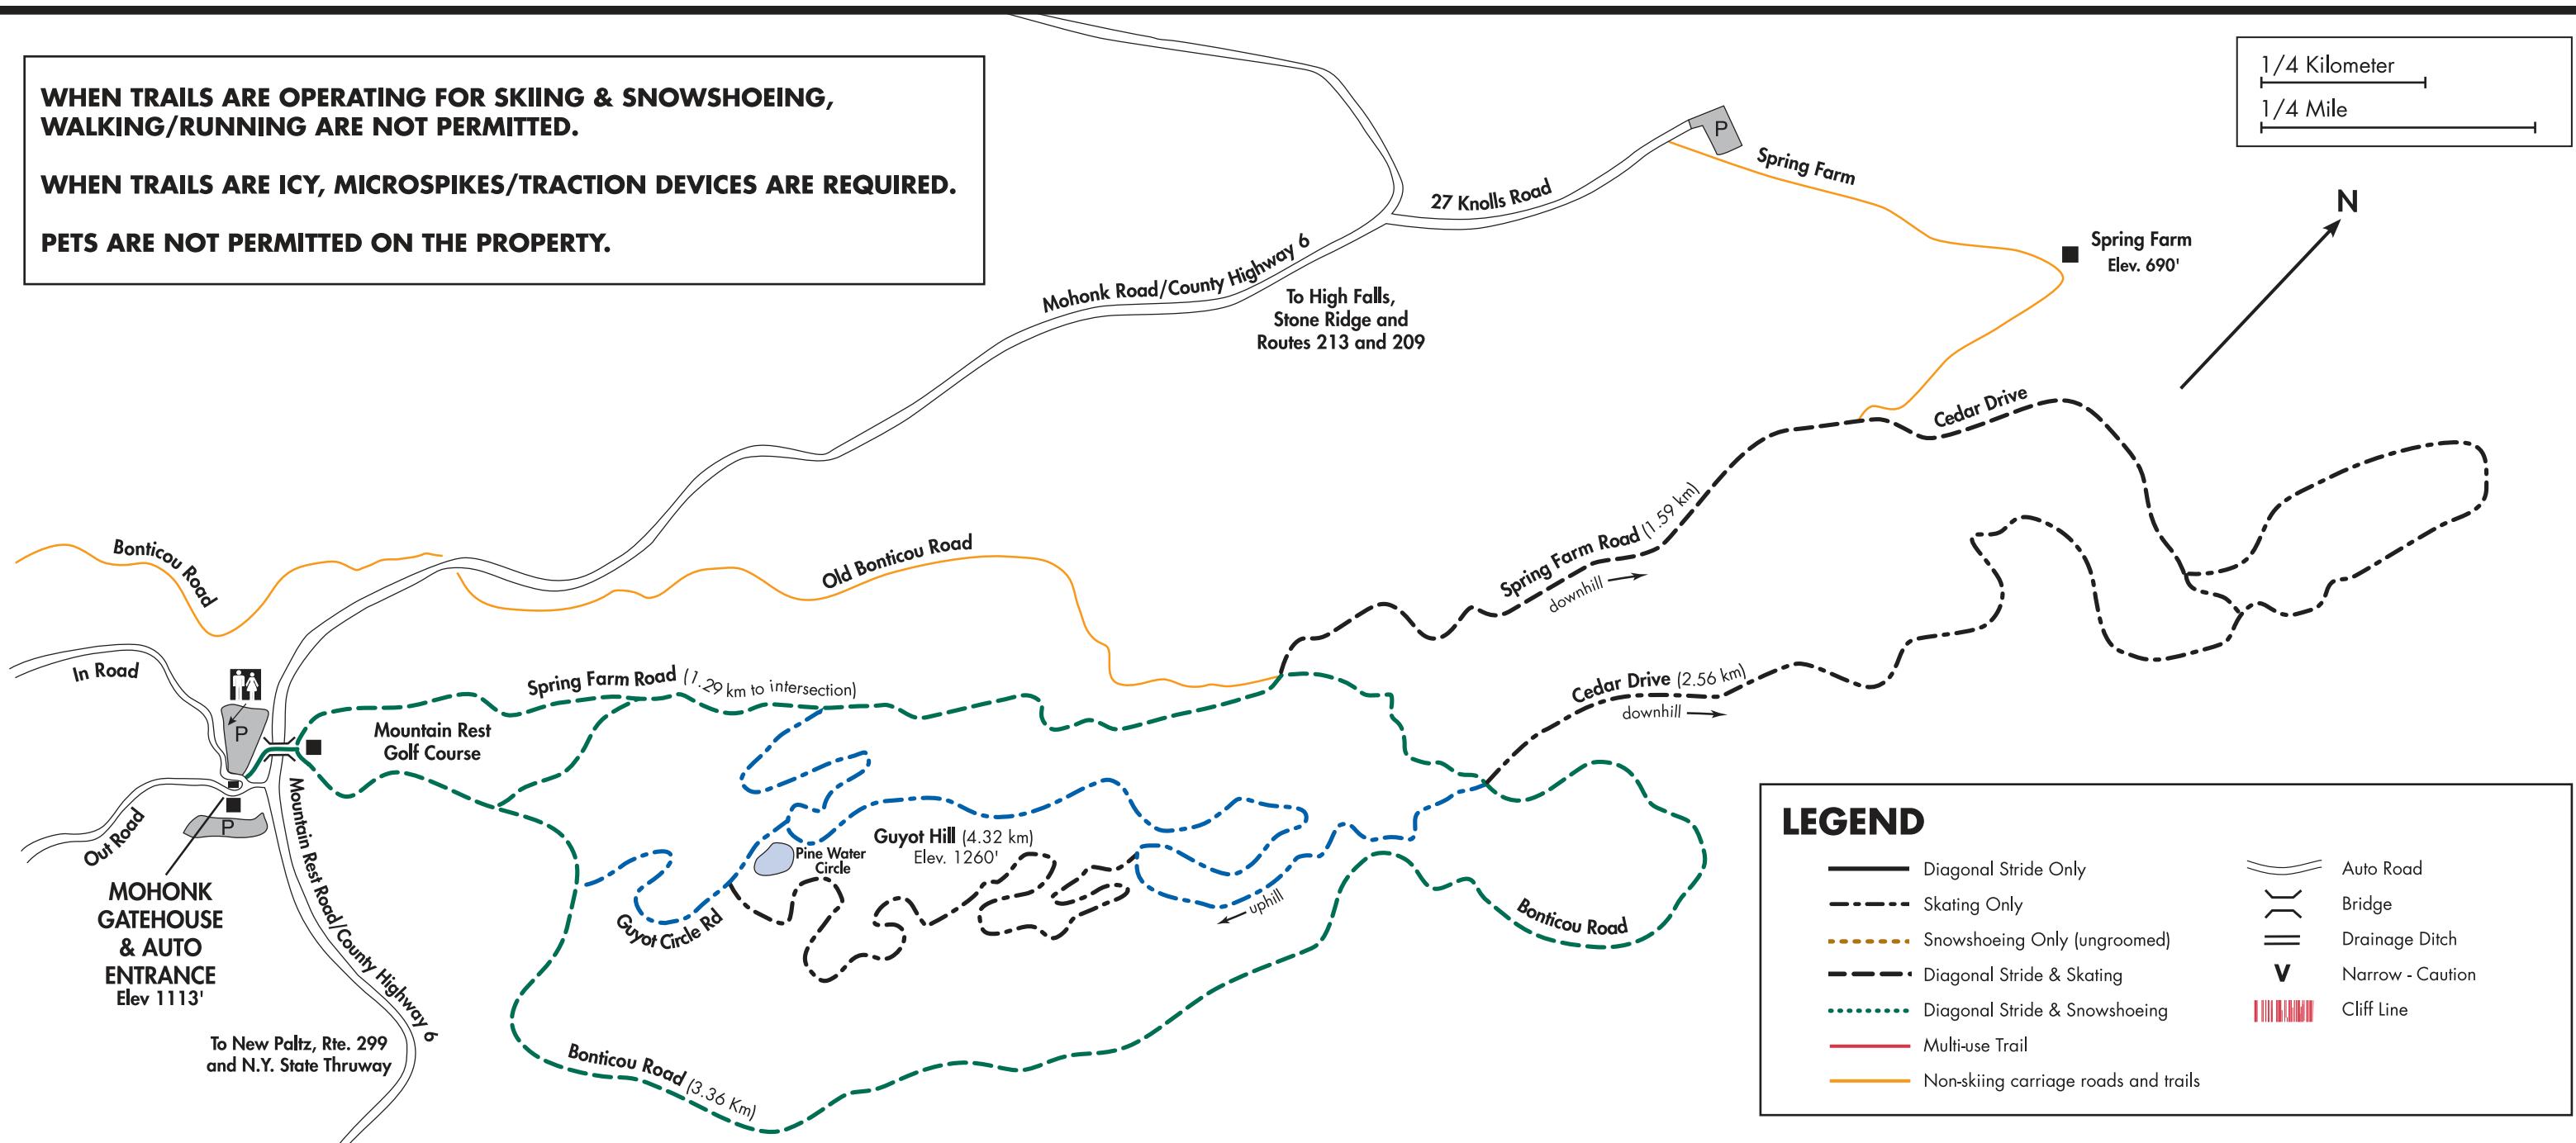 WHEN TRAILS ARE OPERATING FOR SKIING & SNOWSHOEING,
WALKING/RUNNING ARE NOT PERMITTED.
WHEN TRAILS ARE ICY, MICROSPIKES/TRACTION DEVICES ARE REQUIRED.
PETS ARE NOT PERMITTED ON THE PROPERTY.
1/4 Kilometer
1/4 Mile
N
P
Spring Farm
27 Knolls Road
Spring Farm
Elev. 690'
Mohonk Road/County Highway 6
To High Falls,
Stone Ridge and
Routes 213 and 209
Cedar Drive
Bonticou Road
Old Bonticou Road
Spring Farm Road (1.59 km)
downhill
In Road
Spring Farm Road (1.29 km to intersection)
Cedar Drive (2.56 km)
downhill
P
Mountain Rest
Golf Course
P
Out Road
Mountain Rest Road/County Highway 6
Guyot Hill (4.32 km)
Elev. 1260'
Pine Water
Circle
MOHONK
GATEHOUSE
& AUTO
ENTRANCE
Elev 1113'
Guyot Circle Rd
uphill
Bonticou Road
To New Paltz, Rte. 299
and N.Y. State Thruway
Bonticou Road (3.36 Km)
LEGEND
Diagonal Stride Only
Skating Only
Snowshoeing Only (ungroomed)
Diagonal Stride & Skating
Diagonal Stride & Snowshoeing
Multi-use Trail
Non-skiing carriage roads and trails
Auto Road
Bridge
Drainage Ditch
V Narrow - Caution
Cliff Line